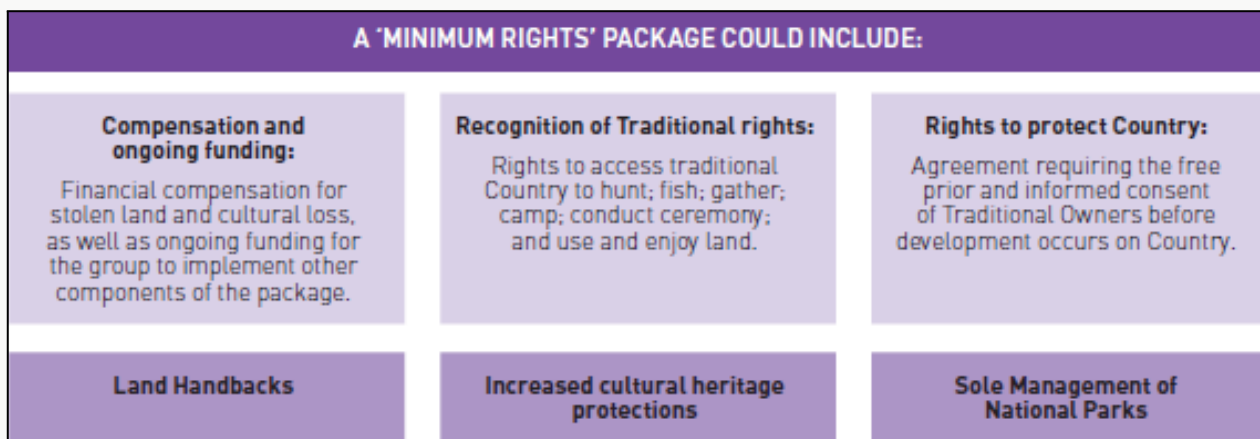 A ‘MINIMUM RIGHTS’ PACKAGE COULD INCLUDE:
Compensation and
ongoing funding:
Financial compensation for
stolen land and cultural loss,
as well as ongoing funding for
the group to implement other
components of the package.
Recognition of Traditional rights:
Rights to access traditional
Country to hunt; fish; gather;
camp; conduct ceremony;
and use and enjoy land.
Rights to protect Country:
Agreement requiring the free
prior and informed consent
of Traditional Owners before
development occurs on Country.
Land Handbacks
Increased cultural heritage
protections
Sole Management of
National Parks